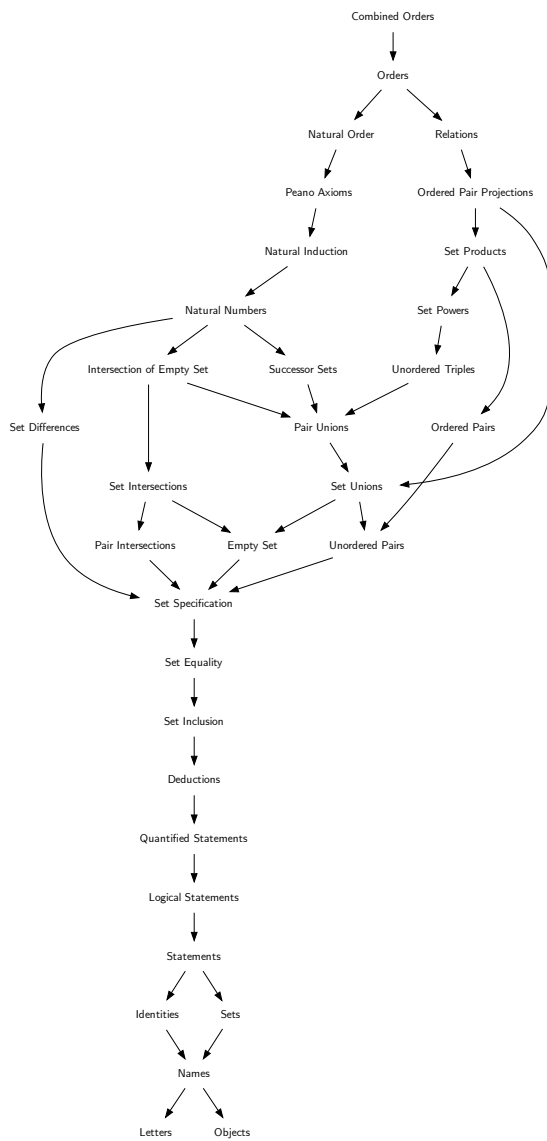 Combined Orders
Orders
Natural Order
Relations
Peano Axioms
Ordered Pair Projections
Natural Induction
Set Products
Natural Numbers
Set Powers
Intersection of Empty Set
Successor Sets
Unordered Triples
Set Differences
Pair Unions
Ordered Pairs
Set Intersections
Set Unions
Pair Intersections
Empty Set
Unordered Pairs
Set Specification
Set Equality
Set Inclusion
Deductions
Quantified Statements
Logical Statements
Statements
Identities
Sets
Names
Letters
Objects